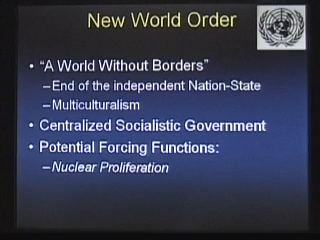 New World Order
• “A World Without Borders”
–End of the independent Nation-State
–Multiculturalism
• Centralized Socialistic Government
• Potential Forcing Functions:
–Nuclear Proliferation